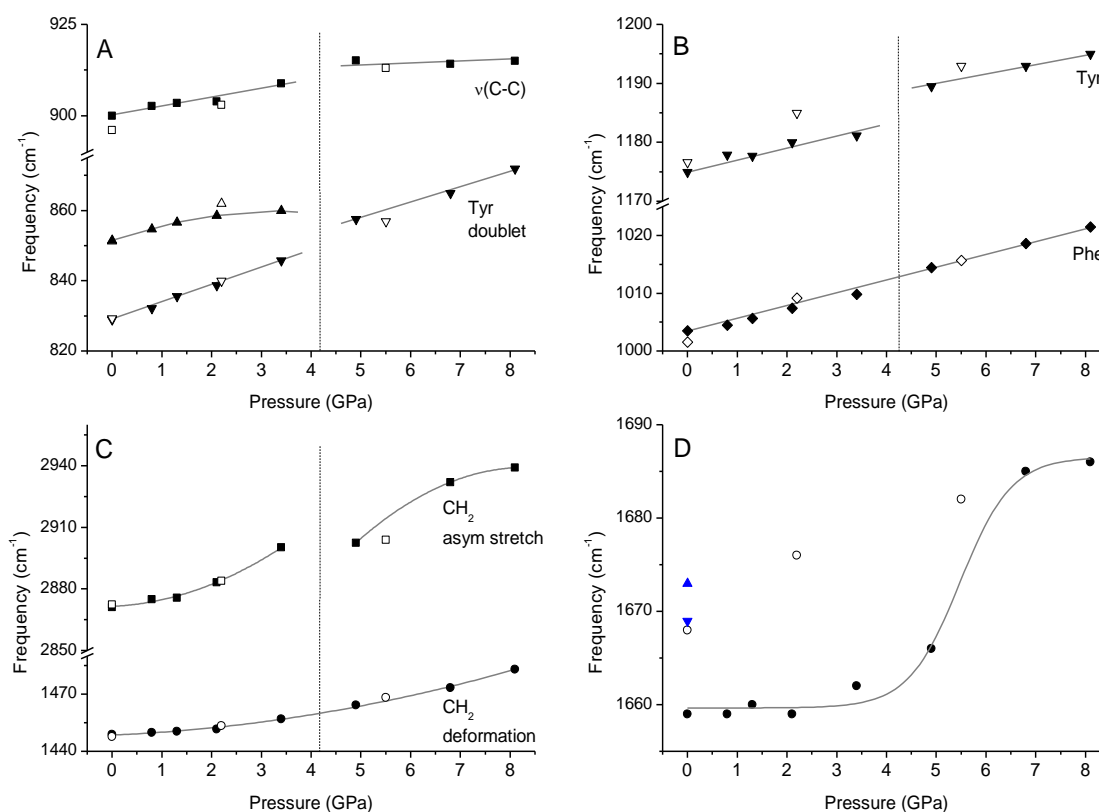 A
925
900
860
840
820
Frequency (cm-1)
ν(C-C)
Tyr
doublet
0 1 2 3 4 5 6 7 8
Pressure (GPa)
B
1200
1190
1180
1170
1020
1010
1000
Frequency (cm-1)
Tyr
Phe
0 1 2 3 4 5 6 7 8
Pressure (GPa)
C
2940
2910
2880
2850
1470
1440
Frequency (cm-1)
CH2
asym stretch
CH2
deformation
0 1 2 3 4 5 6 7 8
Pressure (GPa)
D
1690
1680
1670
1660
Frequency (cm-1)
0 1 2 3 4 5 6 7 8
Pressure (GPa)